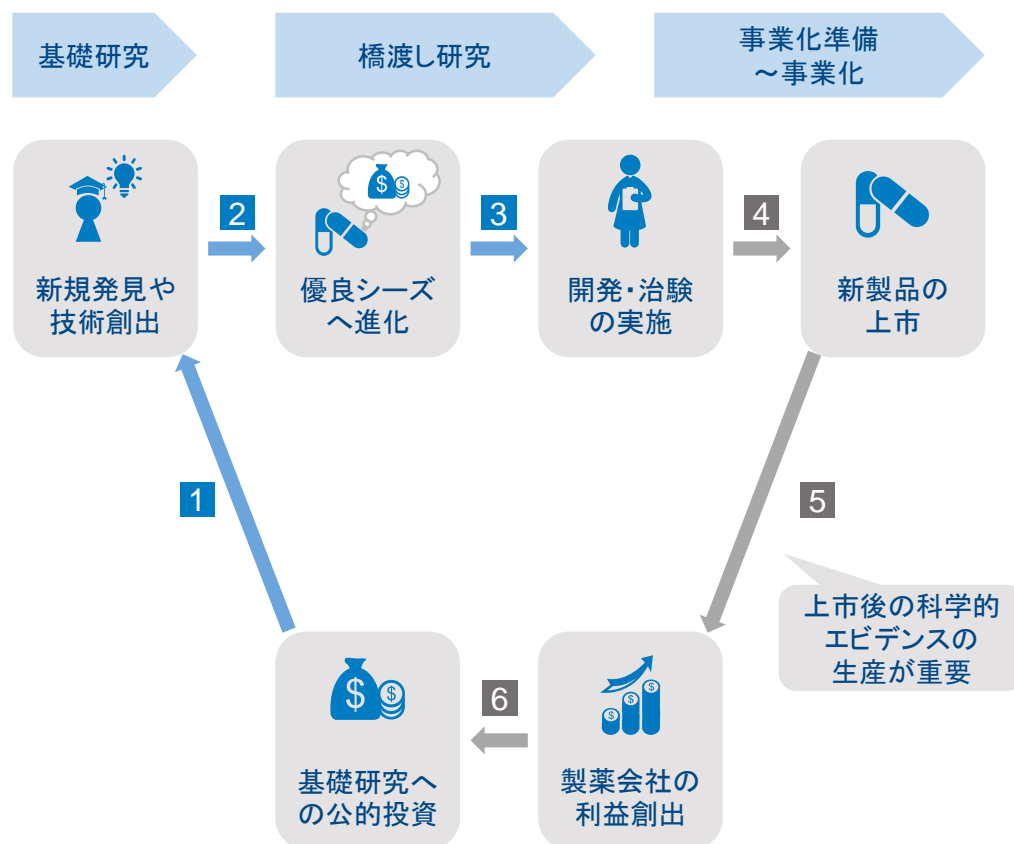 基礎研究
橋渡し研究
事業化準備
～事業化
新規発見や
技術創出
2
$
$
優良シーズ
へ進化
3
開発・治験
の実施
4
新製品の
上市
1
5
上市後の科学的
エビデンスの
生産が重要
$
$
基礎研究へ
の公的投資
6
$
$
$
製薬会社の
利益創出